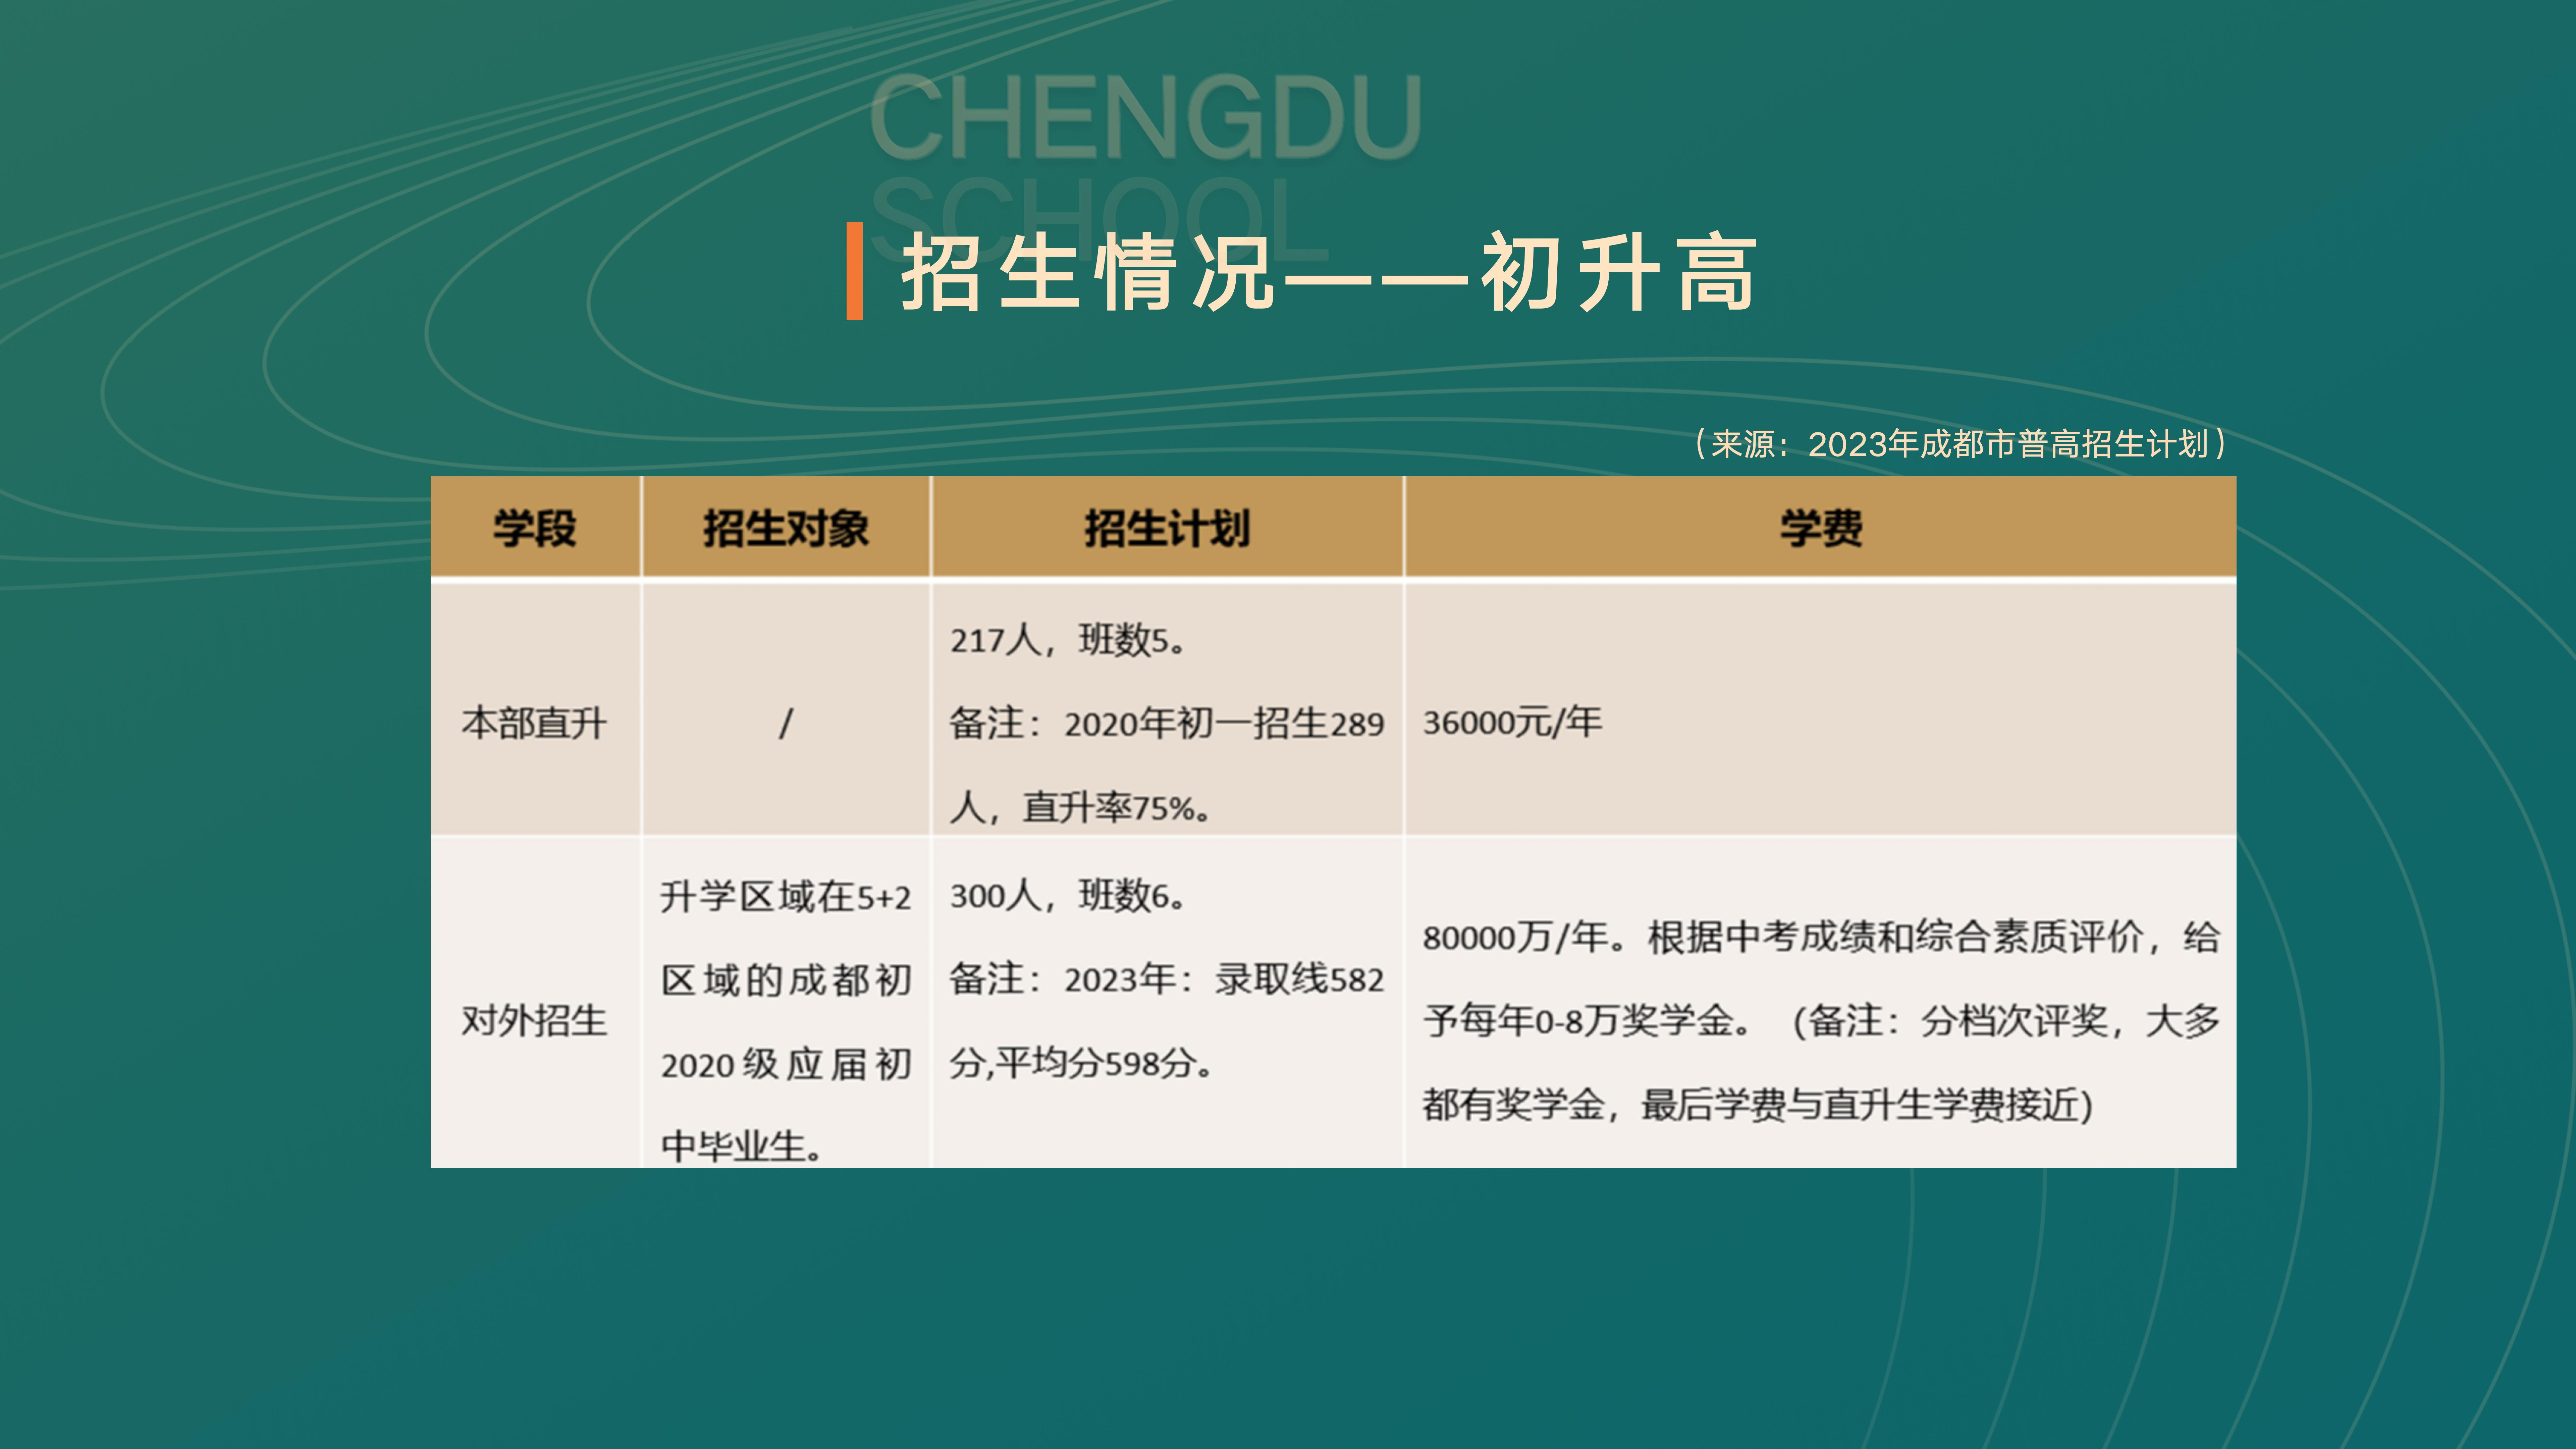 CHENGDU
SCHOOL
招生情况——初升高
（来源：2023年成都市普高招生计划）
学段 招生对象 招生计划 学费
本部直升
/
217人，班数5。
备注：2020年初一招生289
人，直升率75%。
36000元/年
对外招生
升学区域在5+2
区域的成都初
2020级应届初
中毕业生。
300人，班数6。
备注：2023年：录取线582
分,平均分598分。
80000万/年。根据中考成绩和综合素质评价，给
予每年0-8万奖学金。（备注：分档次评奖，大多
都有奖学金，最后学费与直升生学费接近）